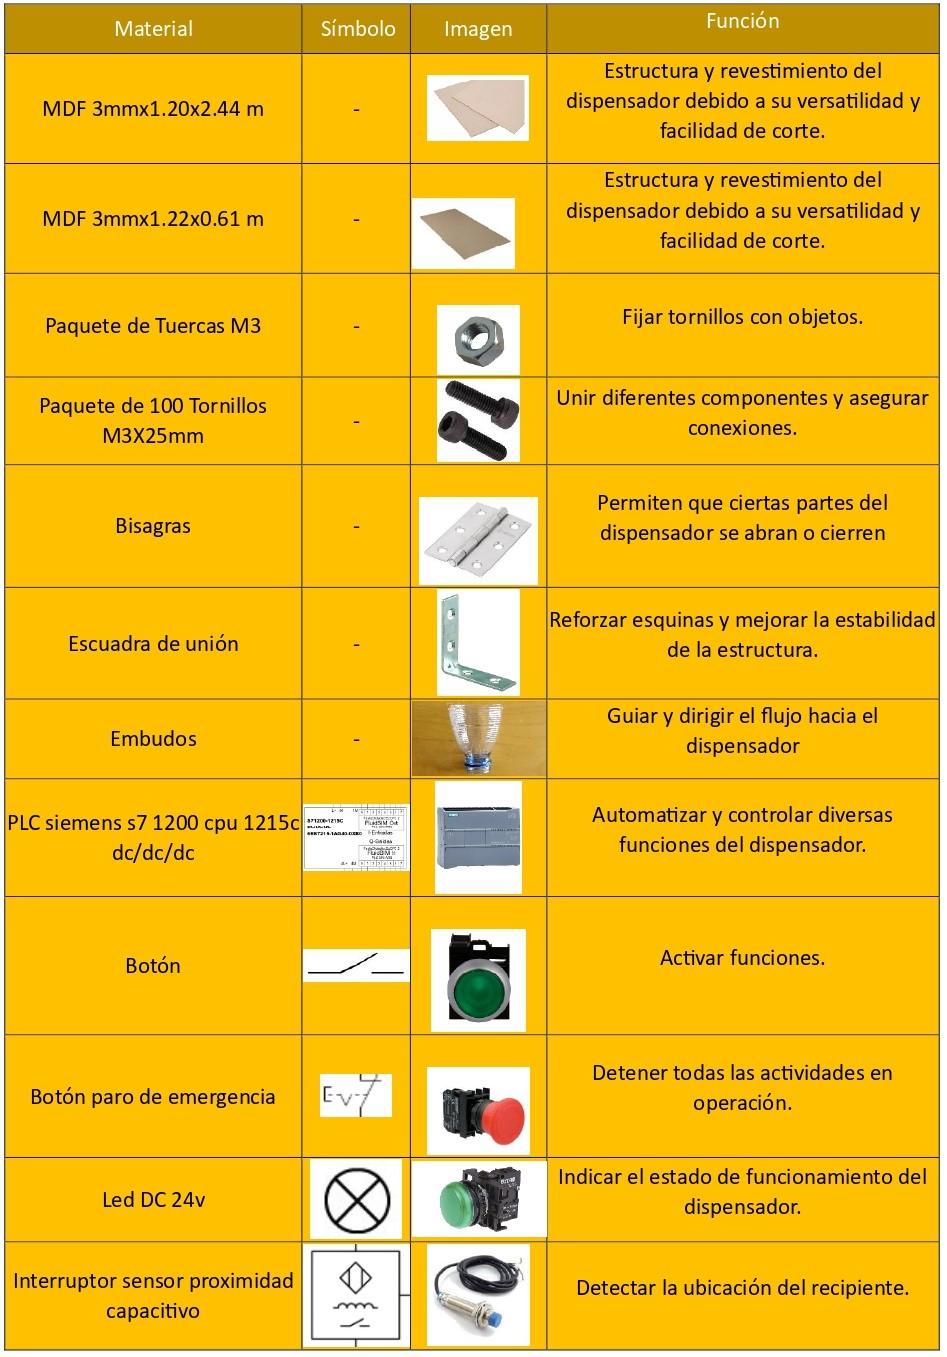 Material
Símbolo
Imagen
Función
MDF 3mmx1.20x2.44 m
-
Estructura y revestimiento del
dispensador debido a su versatilidad y
facilidad de corte.
MDF 3mmx1.22x0.61 m
-
Estructura y revestimiento del
dispensador debido a su versatilidad y
facilidad de corte.
Paquete de Tuercas M3
-
Fijar tornillos con objetos.
Paquete de 100 Tornillos
M3X25mm
-
Unir diferentes componentes y asegurar
conexiones.
Bisagras
-
Permiten que ciertas partes del
dispensador se abran o cierren
Escuadra de unión
-
Reforzar esquinas y mejorar la estabilidad
de la estructura.
Embudos
-
Guiar y dirigir el flujo hacia el
dispensador
PLC siemens s7 1200 cpu 1215c
dc/dc/dc
FluidSIM Out
I-Entradas
Q-Salidas
FluidSIM In
Automatizar y controlar diversas
funciones del dispensador.
Botón
Activar funciones.
Botón paro de emergencia
Detener todas las actividades en
operación.
Led DC 24v
Indicar el estado de funcionamiento del
dispensador.
Interruptor sensor proximidad
capacitivo
Detectar la ubicación del recipiente.